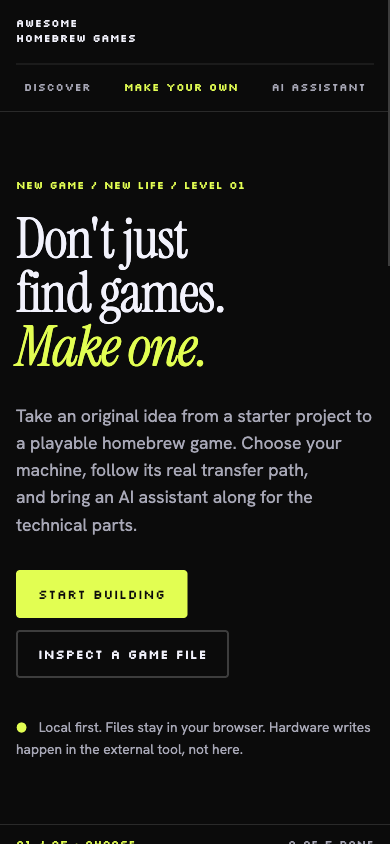 AWESOME
HOMEBREW GAMES
DISCOVER MAKE YOUR OWN AI ASSISTANT
NEW GAME / NEW LIFE / LEVEL 01
Don't just
find games.
Make one.
Take an original idea from a starter project to
a playable homebrew game. Choose your
machine, follow its real transfer path,
and bring an AI assistant along for the
technical parts.
START BUILDING
INSPECT A GAME FILE
Local first. Files stay in your browser. Hardware writes
happen in the external tool, not here.